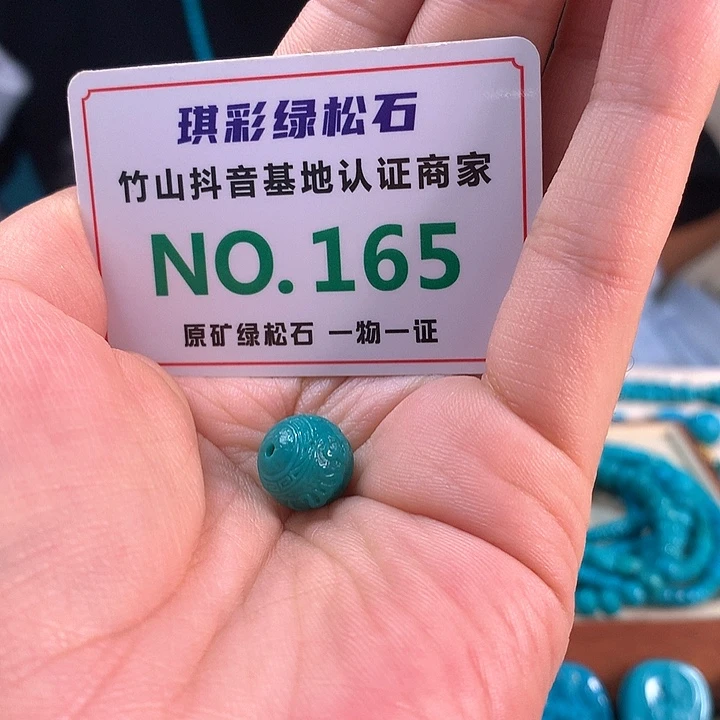 琪彩绿松石
竹山抖音基地认证商家
NO.165
原矿绿松石 一物一证